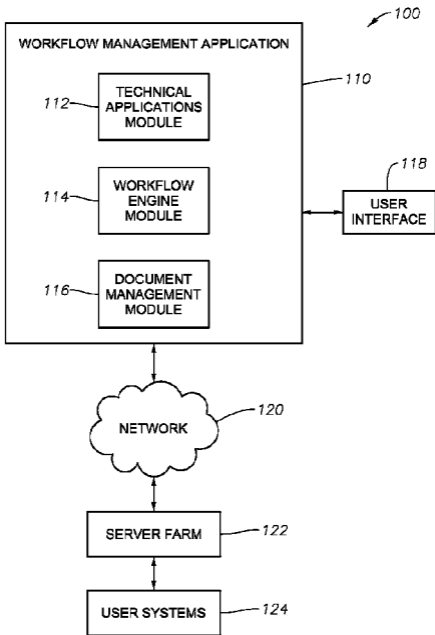 100
WORKFLOW MANAGEMENT APPLICATION
110
112
TECHNICAL
APPLICATIONS
MODULE
114
WORKFLOW
ENGINE
MODULE
118
USER
INTERFACE
116
DOCUMENT
MANAGEMENT
MODULE
NETWORK
120
SERVER FARM
122
USER SYSTEMS
124